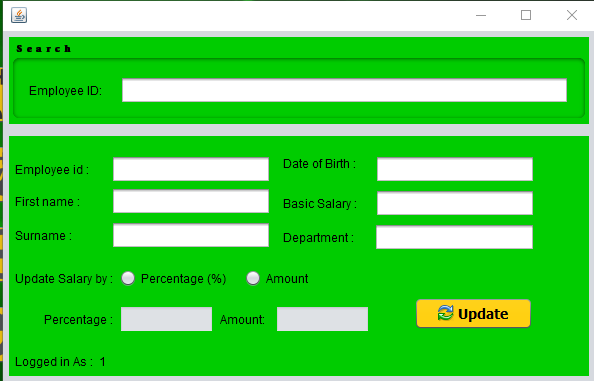 Search
Employee ID:
Employee id : Date of Birth :
First name : Basic Salary :
Surname : Department :
Update Salary by : Percentage (%) Amount
Percentage : Amount: Update
Logged in As : 1